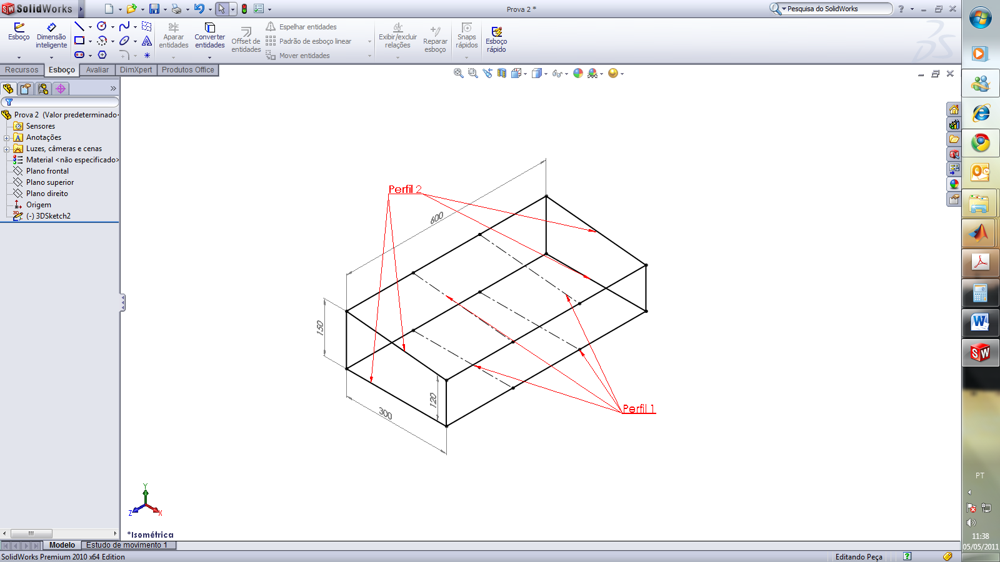 SolidWorks
Prova 2 *
Pesquisa do SolidWorks
Esboço
Dimensão
inteligente
Aparar
entidades
Converter
entidades
Offset de
entidades
Espelhar entidades
Padrão de esboço linear
Mover entidades
Exibir/excluir
relações
Reparar
esboço
Snaps
rápidos
Esboço
rápido
Recursos
Esboço
Avaliar
DimXpert
Produtos Office
Prova 2 (Valor predeterminado
Sensores
Anotações
Luzes, câmeras e cenas
Material <não especificado>
Plano frontal
Plano superior
Plano direito
Origem
(-) 3DSketch2
Perfil 2
600
150
120
300
Perfil 1
Y
Z
X
*Isométrica
Modelo
Estudo de movimento 1
SolidWorks Premium 2010 x64 Edition
Editando Peça
PT
11:38
05/05/2011